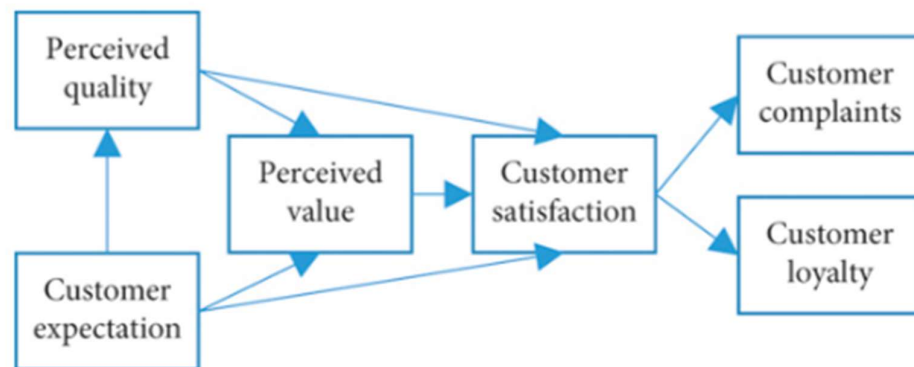 Perceived
quality
Customer
expectation
Perceived
value
Customer
satisfaction
Customer
complaints
Customer
loyalty